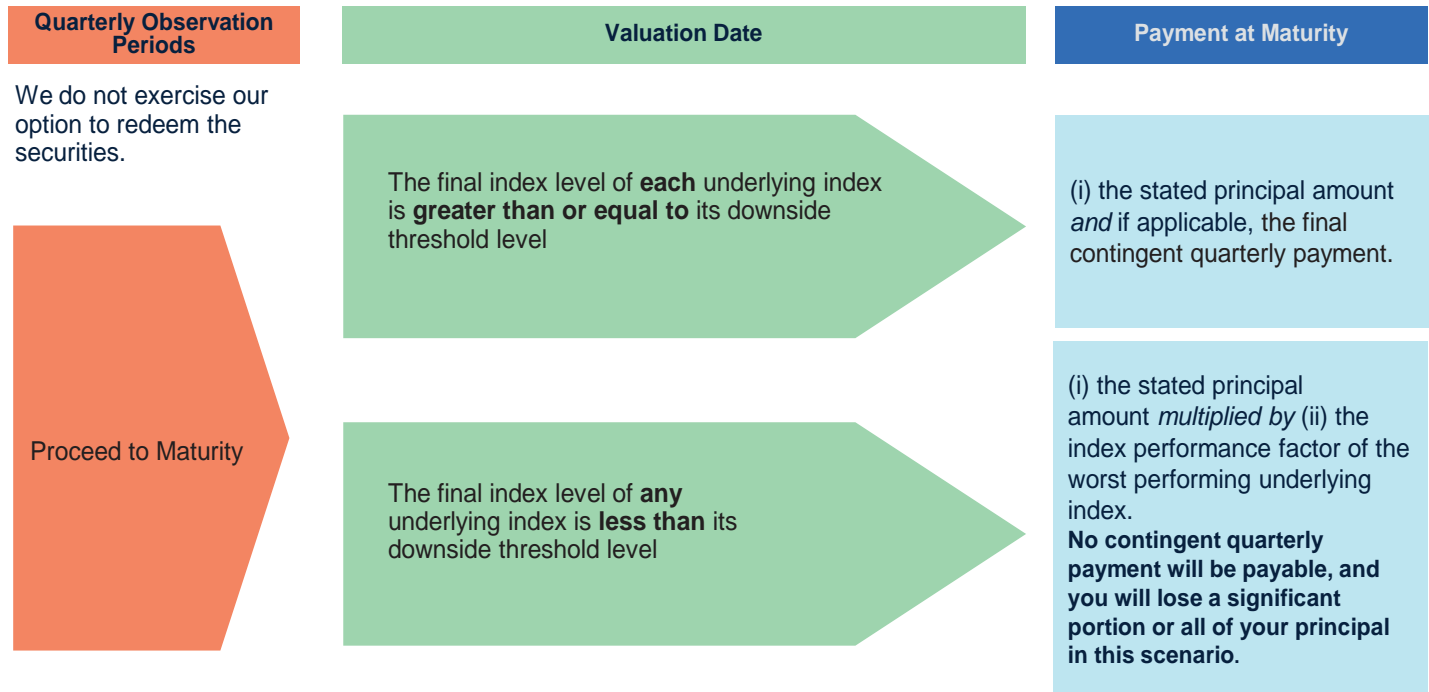 Quarterly Observation
Periods
Valuation Date
Payment at Maturity
We do not exercise our
option to redeem the
securities.
Proceed to Maturity
The final index level of each underlying index
is greater than or equal to its downside
threshold level
(i) the stated principal amount
and if applicable, the final
contingent quarterly payment.
The final index level of any
underlying index is less than its
downside threshold level
(i) the stated principal
amount multiplied by (ii) the
index performance factor of the
worst performing underlying
index.
No contingent quarterly
payment will be payable, and
you will lose a significant
portion or all of your principal
in this scenario.